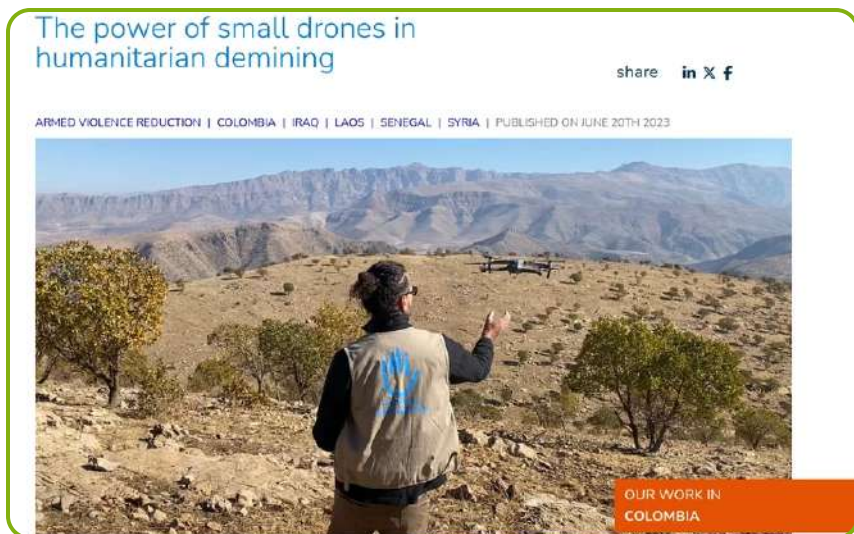 The power of small drones in
humanitarian demining
share in X f
ARMED VIOLENCE REDUCTION | COLOMBIA | IRAQ | LAOS | SENEGAL | SYRIA | PUBLISHED ON JUNE 20TH 2023
OUR WORK IN
COLOMBIA